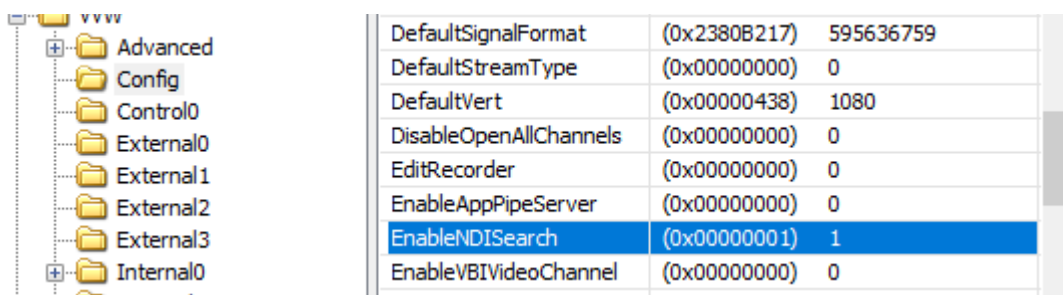 VVW
Advanced
Config
Control0
External0
External1
External2
External3
Internal0
DefaultSignalFormat (0x2380B217) 595636759
DefaultStreamType (0x00000000) 0
DefaultVert (0x00000438) 1080
DisableOpenAllChannels (0x00000000) 0
EditRecorder (0x00000000) 0
EnableAppPipeServer (0x00000000) 0
EnableNDISearch (0x00000001) 1
EnableVBIVideoChannel (0x00000000) 0